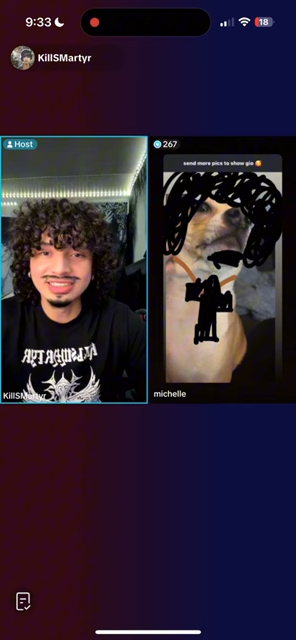 9:33
18
KillSMartyr
Host
267
send more pics to show gio 🥰
KillSMartyr
michelle